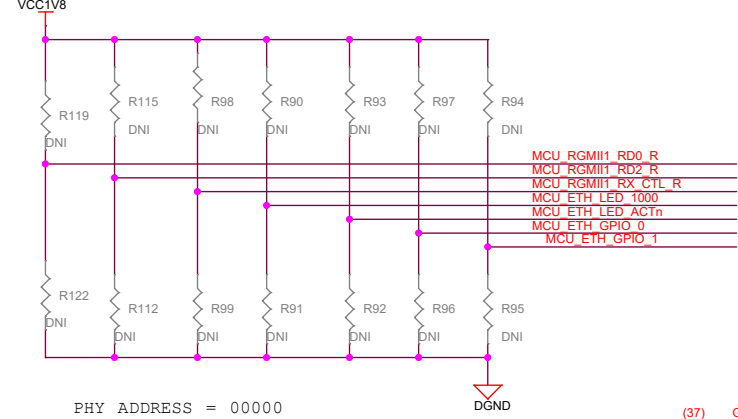 VCC1V8
R119
R115
R98
R90
R93
R97
R94
DNI
DNI
DNI
DNI
DNI
DNI
DNI
MCU_RGMII1_RD0_R
MCU_RGMII1_RD2_R
MCU_RGMII1_RX_CTL_R
MCU_ETH_LED_1000
MCU_ETH_LED_ACTn
MCU_ETH_GPIO_0
MCU_ETH_GPIO_1
R122
R112
R99
R91
R92
R96
R95
DNI
DNI
DNI
DNI
DNI
DNI
DNI
PHY ADDRESS = 00000
DGND
(37)